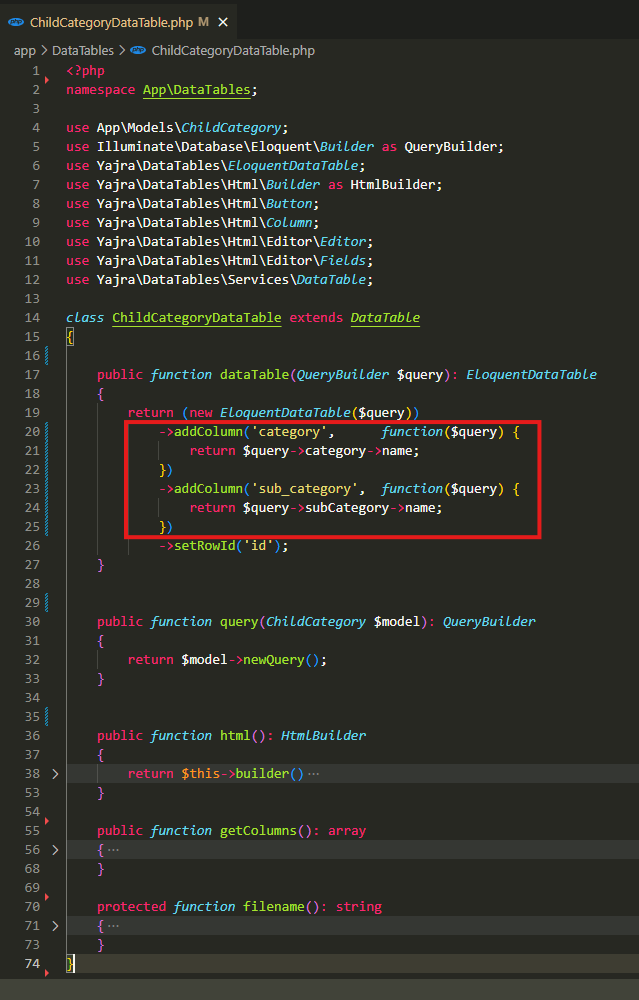 ChildCategoryDataTable.php M ×
app > DataTables > ChildCategoryDataTable.php
1 <?php
2 namespace App\DataTables;
3
4 use App\Models\ChildCategory;
5 use Illuminate\Database\Eloquent\Builder as QueryBuilder;
6 use Yajra\DataTables\EloquentDataTable;
7 use Yajra\DataTables\Html\Builder as HtmlBuilder;
8 use Yajra\DataTables\Html\Button;
9 use Yajra\DataTables\Html\Column;
10 use Yajra\DataTables\Html\Editor\Editor;
11 use Yajra\DataTables\Html\Editor\Fields;
12 use Yajra\DataTables\Services\DataTable;
13
14 class ChildCategoryDataTable extends DataTable
15 {
16
17     public function dataTable(QueryBuilder $query): EloquentDataTable
18     {
19         return (new EloquentDataTable($query))
20             ->addColumn('category',      function($query) {
21                 return $query->category->name;
22             })
23             ->addColumn('sub_category',  function($query) {
24                 return $query->subCategory->name;
25             })
26             ->setRowId('id');
27     }
28
29
30     public function query(ChildCategory $model): QueryBuilder
31     {
32         return $model->newQuery();
33     }
34
35
36     public function html(): HtmlBuilder
37     {
38 >         return $this->builder() ···
53     }
54
55     public function getColumns(): array
56 >     { ···
68     }
69
70     protected function filename(): string
71 >     { ···
73     }
74 }